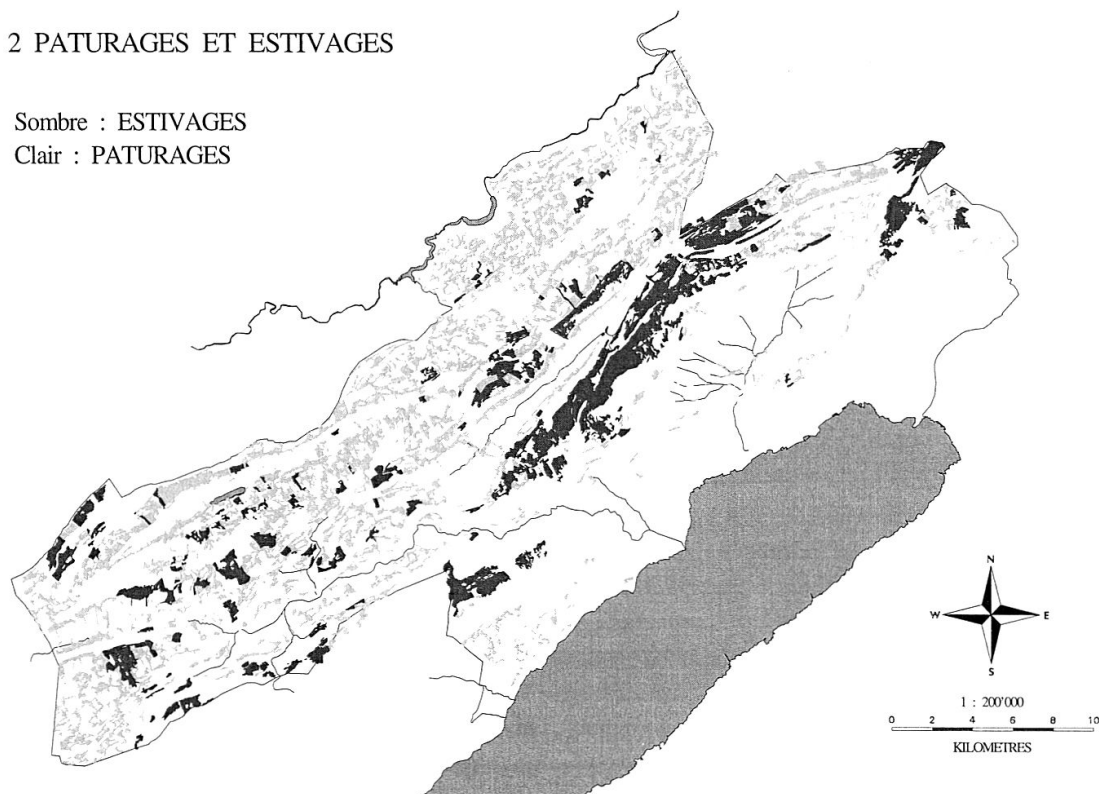 2 PATURAGES ET ESTIVAGES
Sombre : ESTIVAGES
Clair : PATURAGES
N
W E
S
1 : 200'000
0 2 4 6 8 10
KILOMETRES